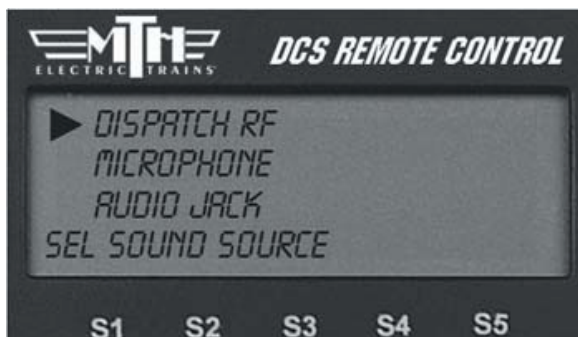 MTH
ELECTRIC TRAINS
DCS REMOTE CONTROL
DISPATCH RF
MICROPHONE
AUDIO JACK
SEL SOUND SOURCE
S1 S2 S3 S4 S5